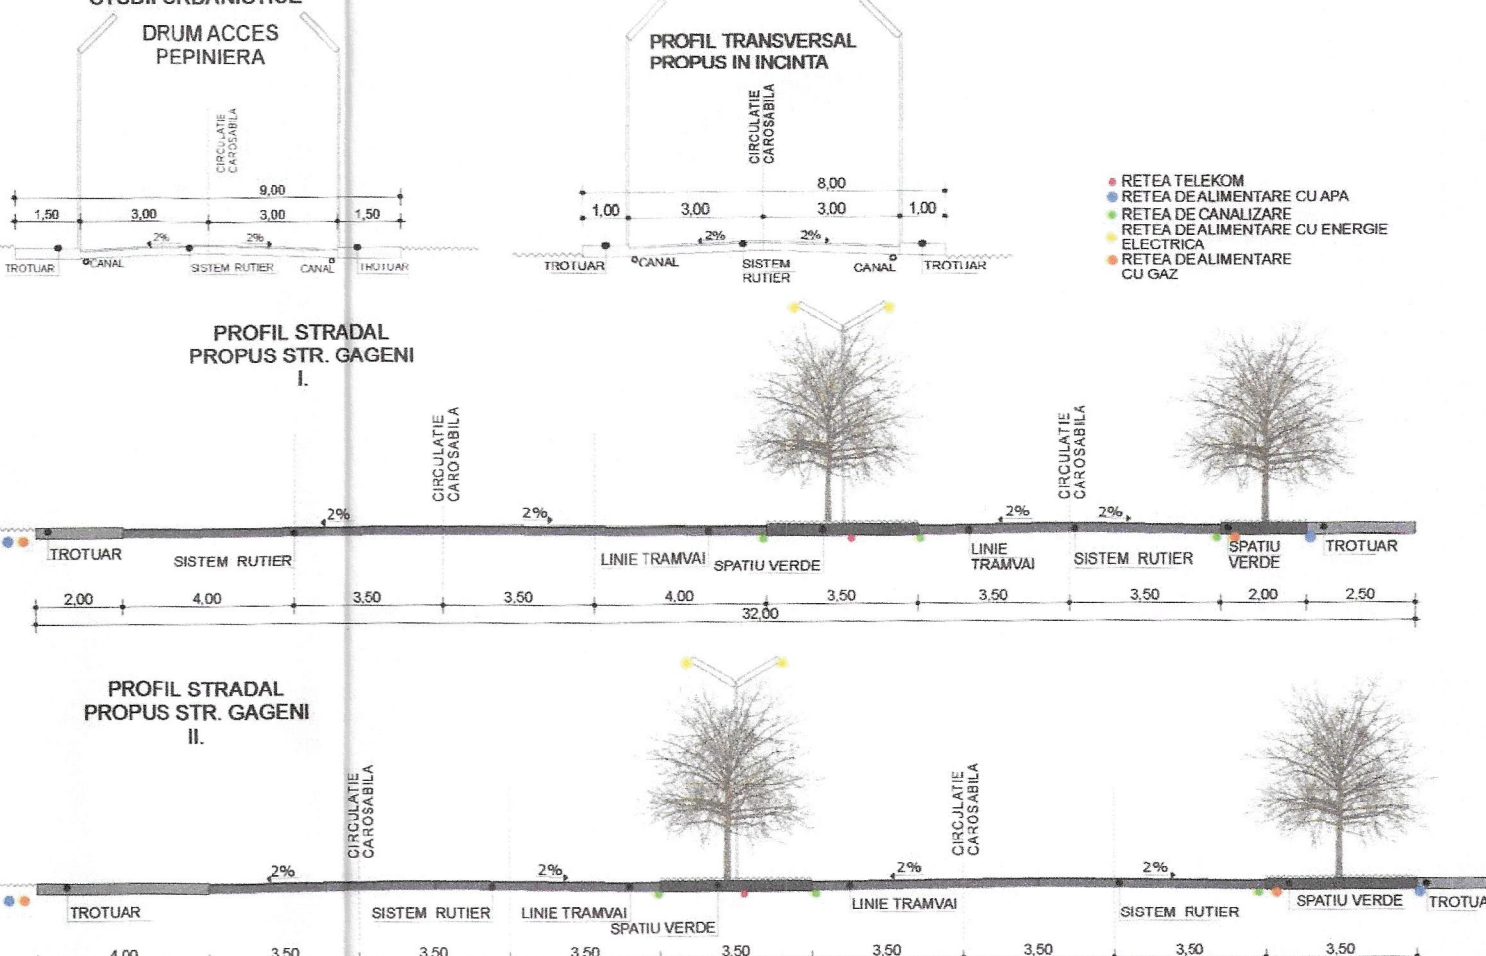 STUDII URBANISTICE
DRUM ACCES
PEPINIERA
CIRCULATIE
CAROSABILA
9,00
1,50
3,00
3,00
1,50
2%
2%
TROTUAR
CANAL
SISTEM RUTIER
CANAL
TROTUAR
PROFIL TRANSVERSAL
PROPUS IN INCINTA
CIRCULATIE
CAROSABILA
8,00
1,00
3,00
3,00
1,00
2%
2%
TROTUAR
CANAL
SISTEM
RUTIER
CANAL
TROTUAR
RETEA TELEKOM
RETEA DE ALIMENTARE CU APA
RETEA DE CANALIZARE
RETEA DE ALIMENTARE CU ENERGIE
ELECTRICA
RETEA DE ALIMENTARE
CU GAZ
PROFIL STRADAL
PROPUS STR. GAGENI
I.
CIRCULATIE
CAROSABILA
CIRCULATIE
CAROSABILA
2%
2%
2%
2%
TROTUAR
SISTEM RUTIER
LINIE TRAMVAI
SPATIU VERDE
LINIE
TRAMVAI
SISTEM RUTIER
SPATIU
VERDE
TROTUAR
2,00
4,00
3,50
3,50
4,00
3,50
3,50
3,50
2,00
2,50
32,00
PROFIL STRADAL
PROPUS STR. GAGENI
II.
CIRCULATIE
CAROSABILA
CIRCULATIE
CAROSABILA
2%
2%
2%
2%
TROTUAR
SISTEM RUTIER
LINIE TRAMVAI
SPATIU VERDE
LINIE TRAMVAI
SISTEM RUTIER
SPATIU VERDE
TROTUA
4,00
3,50
3,50
3,50
3,50
3,50
3,50
3,50
3,50